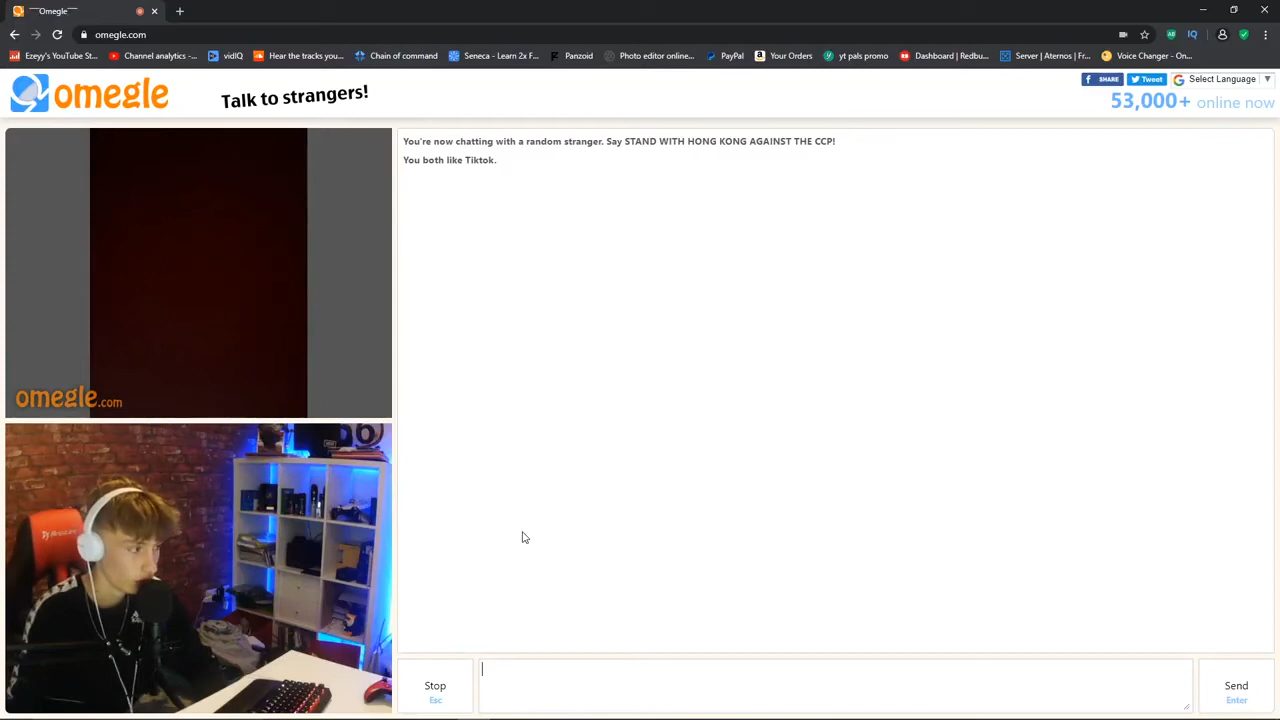 Omegle
omegle.com
Ezeyy's YouTube St...
Channel analytics -...
vidIQ
Hear the tracks you...
Chain of command
Seneca - Learn 2x F...
Panzoid
Photo editor online...
PayPal
Your Orders
yt pals promo
Dashboard | Redbu...
Server | Aternos | Fr...
Voice Changer - On...
omegle
Talk to strangers!
SHARE
Tweet
Select Language
53,000+ online now
You're now chatting with a random stranger. Say STAND WITH HONG KONG AGAINST THE CCP!
You both like Tiktok.
omegle.com
Stop
Esc
Send
Enter